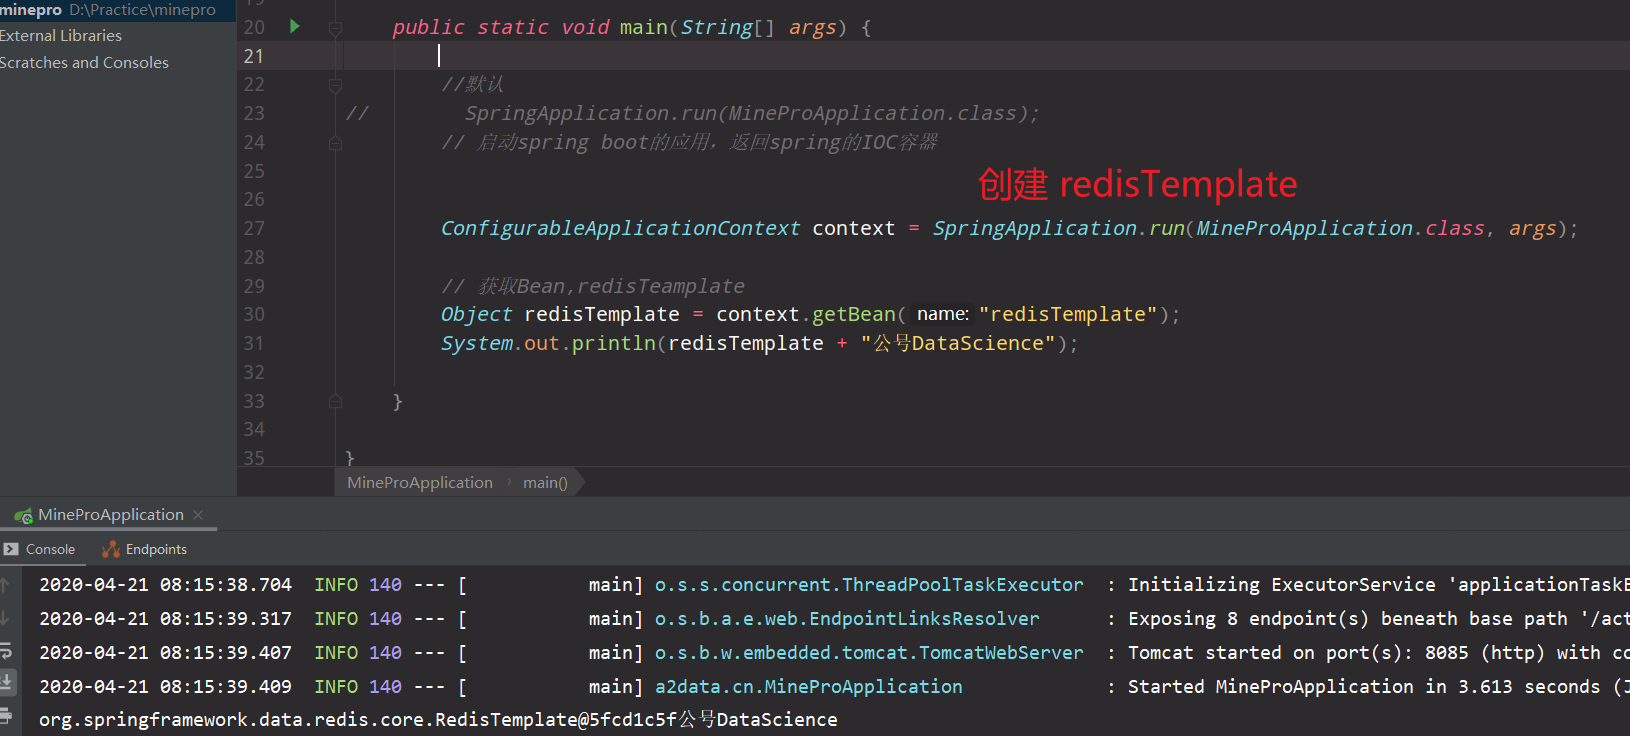 minepro D:\Practice\minepro
External Libraries
Scratches and Consoles
20 public static void main(String[] args) {
21
22 //默认
23 // SpringApplication.run(MineProApplication.class);
24 // 启动spring boot的应用，返回spring的IOC容器
25
创建 redisTemplate
26
27 ConfigurableApplicationContext context = SpringApplication.run(MineProApplication.class, args);
28
29 // 获取Bean,redisTeamplate
30 Object redisTemplate = context.getBean( name: "redisTemplate");
31 System.out.println(redisTemplate + "公号DataScience");
32
33 }
34
35 }
MineProApplication › main()
MineProApplication ×
Console Endpoints
2020-04-21 08:15:38.704 INFO 140 --- [ main] o.s.s.concurrent.ThreadPoolTaskExecutor : Initializing ExecutorService 'applicationTaskE
2020-04-21 08:15:39.317 INFO 140 --- [ main] o.s.b.a.e.web.EndpointLinksResolver : Exposing 8 endpoint(s) beneath base path '/act
2020-04-21 08:15:39.407 INFO 140 --- [ main] o.s.b.w.embedded.tomcat.TomcatWebServer : Tomcat started on port(s): 8085 (http) with co
2020-04-21 08:15:39.409 INFO 140 --- [ main] a2data.cn.MineProApplication : Started MineProApplication in 3.613 seconds (J
org.springframework.data.redis.core.RedisTemplate@5fcd1c5f公号DataScience